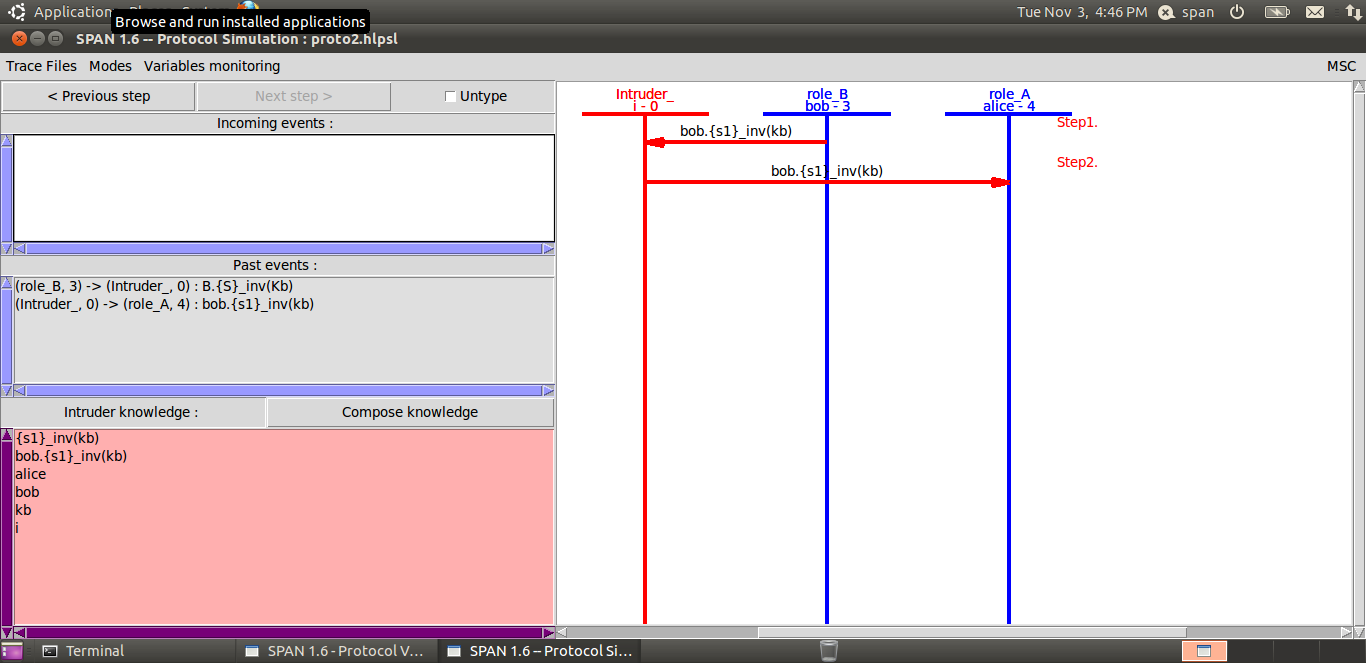 Application
Tue Nov 3, 4:46 PM span
Browse and run installed applications
SPAN 1.6 -- Protocol Simulation : proto2.hlpsl
Trace Files Modes Variables monitoring MSC
< Previous step Next step > Untype
Incoming events :
Past events :
(role_B, 3) -> (Intruder_, 0) : B.{S}_inv(Kb)
(Intruder_, 0) -> (role_A, 4) : bob.{s1}_inv(kb)
Intruder knowledge : Compose knowledge
{s1}_inv(kb)
bob.{s1}_inv(kb)
alice
bob
kb
i
Intruder_ role_B role_A
i - 0 bob - 3 alice - 4
Step1.
bob.{s1}_inv(kb)
Step2.
bob.{s1}_inv(kb)
Terminal SPAN 1.6 - Protocol V... SPAN 1.6 -- Protocol Si...